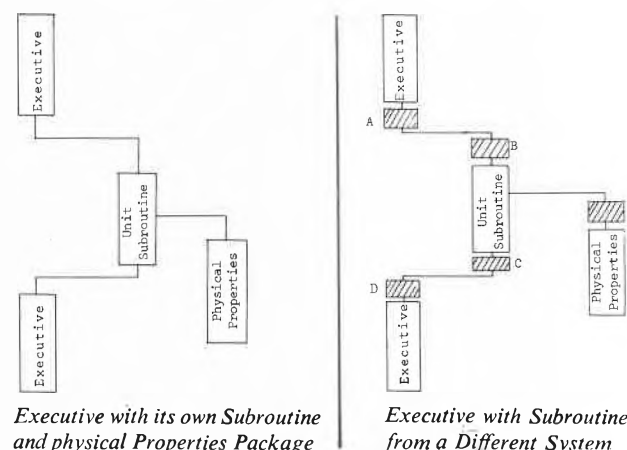 Executive
Unit
Subroutine
Physical
Properties
Executive
Executive with its own Subroutine
and physical Properties Package
Executive
A
B
Unit
Subroutine
Physical
Properties
C
D
Executive
Executive with Subroutine
from a Different System